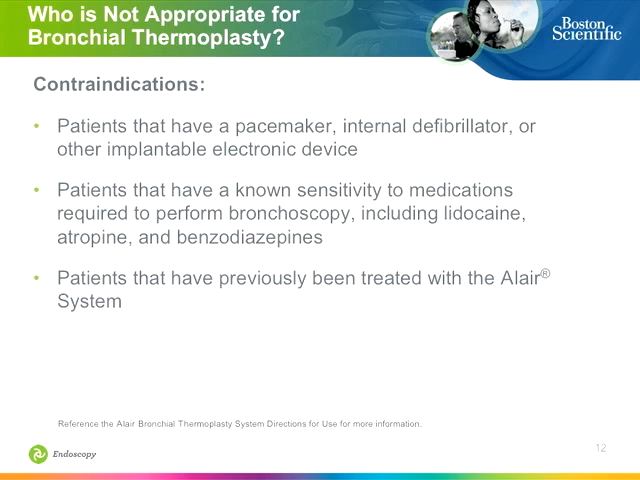 Who is Not Appropriate for
Bronchial Thermoplasty?
Boston
Scientific
Contraindications:
• Patients that have a pacemaker, internal defibrillator, or
other implantable electronic device
• Patients that have a known sensitivity to medications
required to perform bronchoscopy, including lidocaine,
atropine, and benzodiazepines
• Patients that have previously been treated with the Alair®
System
Reference the Alair Bronchial Thermoplasty System Directions for Use for more information.
Endoscopy
12